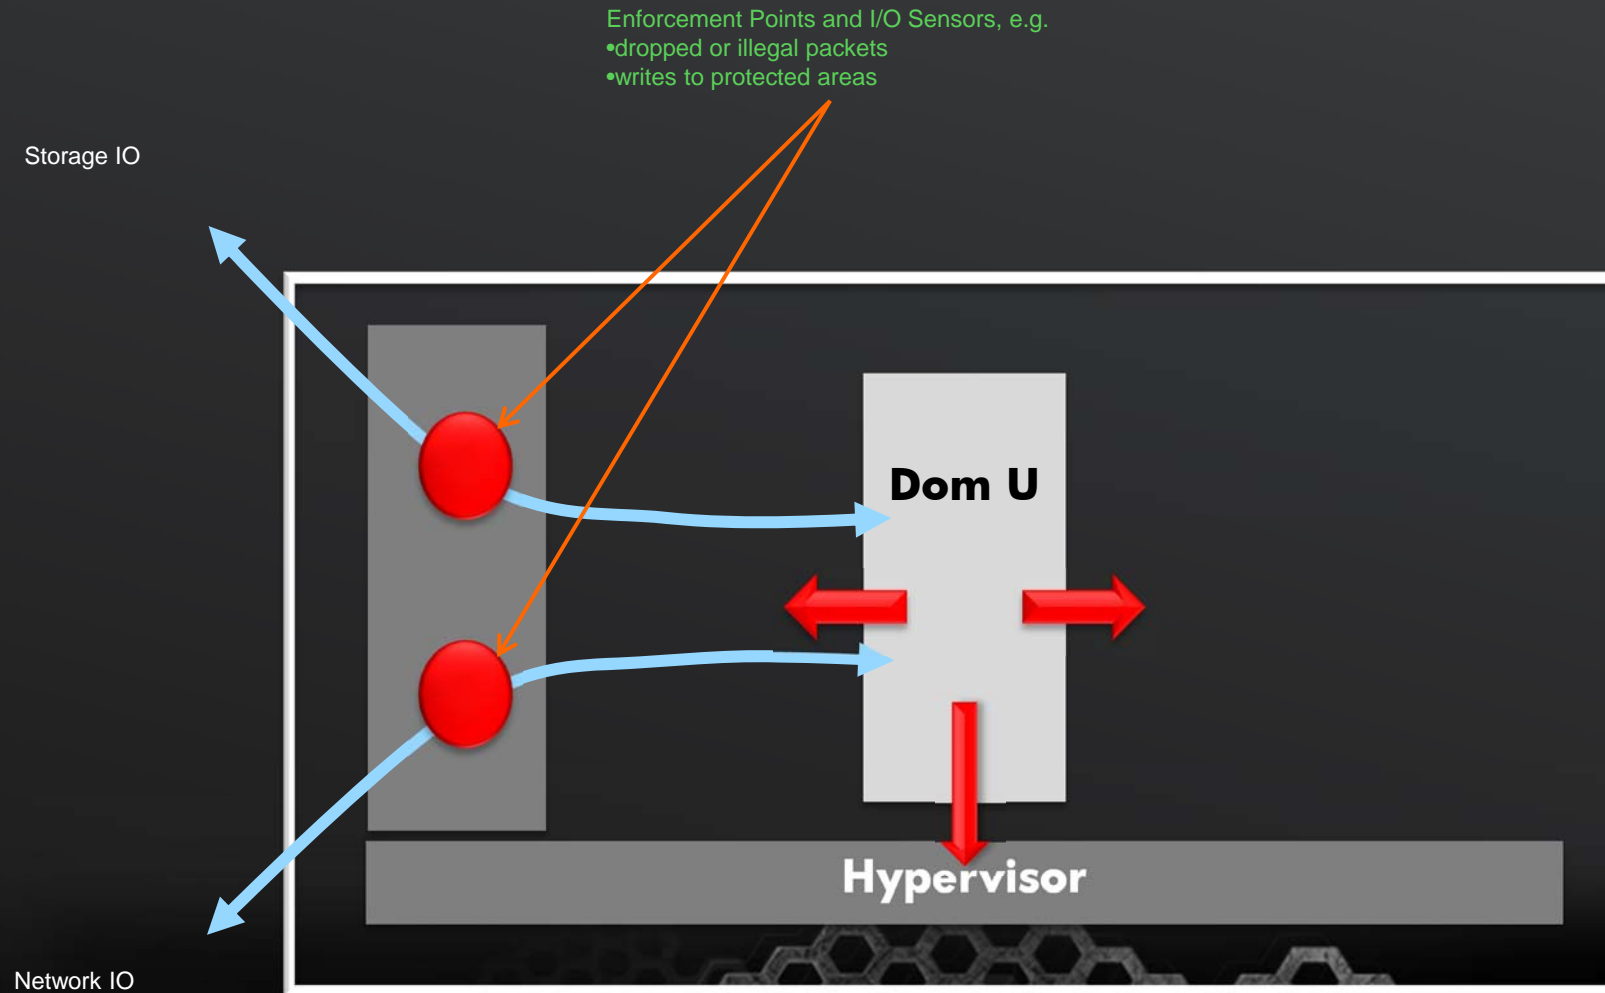 Enforcement Points and I/O Sensors, e.g.
•dropped or illegal packets
•writes to protected areas
Storage IO
Dom U
Hypervisor
Network IO